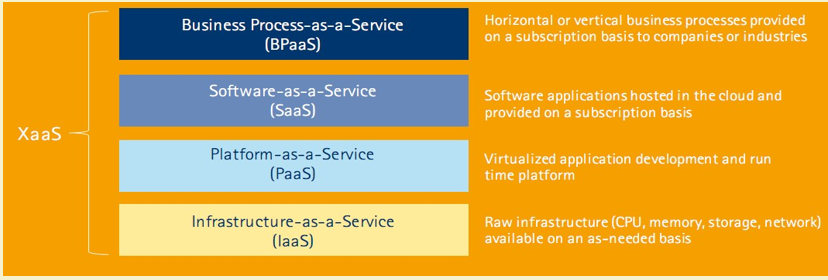 XaaS
Business Process-as-a-Service
(BPaaS)
Horizontal or vertical business processes provided
on a subscription basis to companies or industries
Software-as-a-Service
(SaaS)
Software applications hosted in the cloud and
provided on a subscription basis
Platform-as-a-Service
(PaaS)
Virtualized application development and run
time platform
Infrastructure-as-a-Service
(IaaS)
Raw infrastructure (CPU, memory, storage, network)
available on an as-needed basis